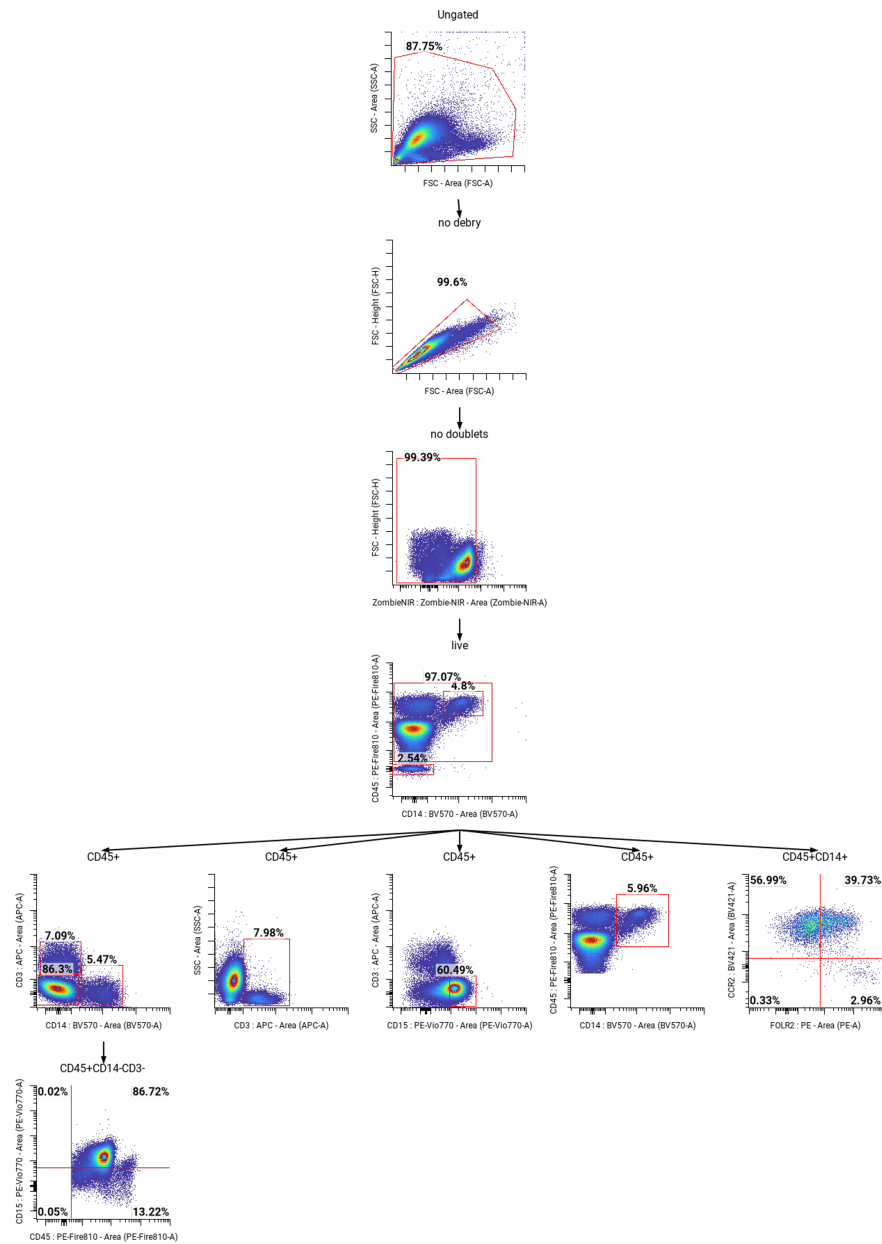 Ungated
87.75%
SSC - Area (SSC-A)
FSC - Area (FSC-A)
no debry
99.6%
FSC - Height (FSC-H)
FSC - Area (FSC-A)
no doublets
99.39%
FSC - Height (FSC-H)
ZombieNIR : Zombie-NIR - Area (Zombie-NIR-A)
live
97.07%
4.8%
2.54%
CD45 : PE-Fire810 - Area (PE-Fire810-A)
CD14 : BV570 - Area (BV570-A)
CD45+
7.09%
5.47%
86.3%
CD3 : APC - Area (APC-A)
CD14 : BV570 - Area (BV570-A)
CD45+
7.98%
SSC - Area (SSC-A)
CD3 : APC - Area (APC-A)
CD45+
60.49%
CD3 : APC - Area (APC-A)
CD15 : PE-Vio770 - Area (PE-Vio770-A)
CD45+
5.96%
CD45 : PE-Fire810 - Area (PE-Fire810-A)
CD14 : BV570 - Area (BV570-A)
CD45+CD14+
56.99%
39.73%
CCR2 : BV421 - Area (BV421-A)
0.33%
2.96%
FOLR2 : PE - Area (PE-A)
CD45+CD14-CD3-
0.02%
86.72%
CD15 : PE-Vio770 - Area (PE-Vio770-A)
0.05%
13.22%
CD45 : PE-Fire810 - Area (PE-Fire810-A)